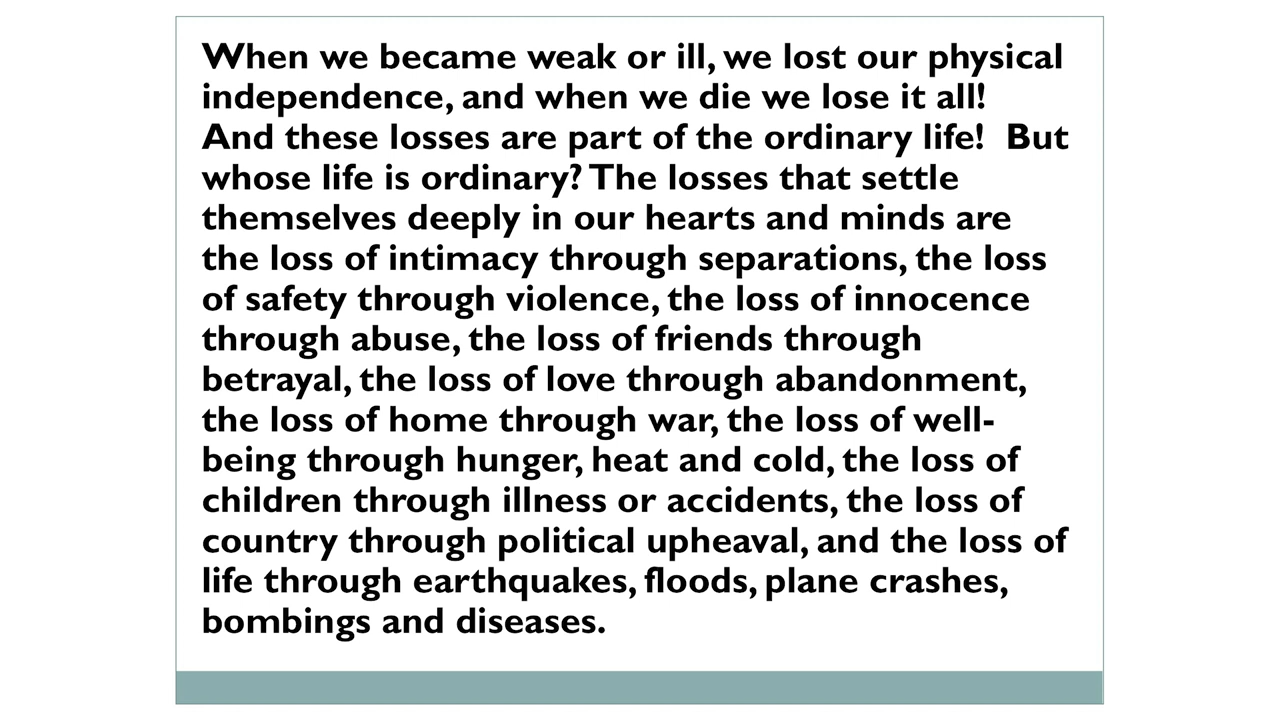 When we became weak or ill, we lost our physical
independence, and when we die we lose it all!
And these losses are part of the ordinary life!  But
whose life is ordinary? The losses that settle
themselves deeply in our hearts and minds are
the loss of intimacy through separations, the loss
of safety through violence, the loss of innocence
through abuse, the loss of friends through
betrayal, the loss of love through abandonment,
the loss of home through war, the loss of well-
being through hunger, heat and cold, the loss of
children through illness or accidents, the loss of
country through political upheaval, and the loss of
life through earthquakes, floods, plane crashes,
bombings and diseases.